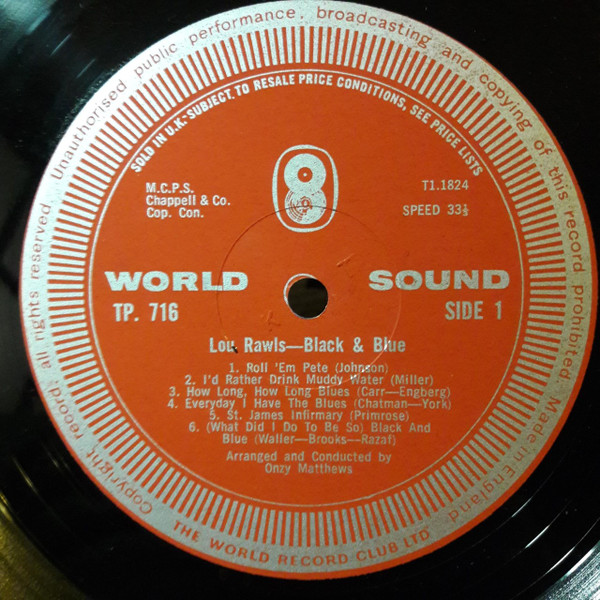 Copyright record. all rights reserved. Unauthorised public performance, broadcasting and copying of this record prohibited. Made in England
SOLD IN U.K. SUBJECT TO RESALE PRICE CONDITIONS, SEE PRICE LISTS
M.C.P.S.
Chappell & Co.
Cop. Con.
T1.1824
SPEED 33⅓
WORLD SOUND
TP. 716 SIDE 1
Lou Rawls—Black & Blue
1. Roll 'Em Pete (Johnson)
2. I'd Rather Drink Muddy Water (Miller)
3. How Long, How Long Blues (Carr—Engberg)
4. Everyday I Have The Blues (Chatman—York)
5. St. James Infirmary (Primrose)
6. (What Did I Do To Be So) Black And
Blue (Waller—Brooks—Razaf)
Arranged and Conducted by
Onzy Matthews
THE WORLD RECORD CLUB LTD